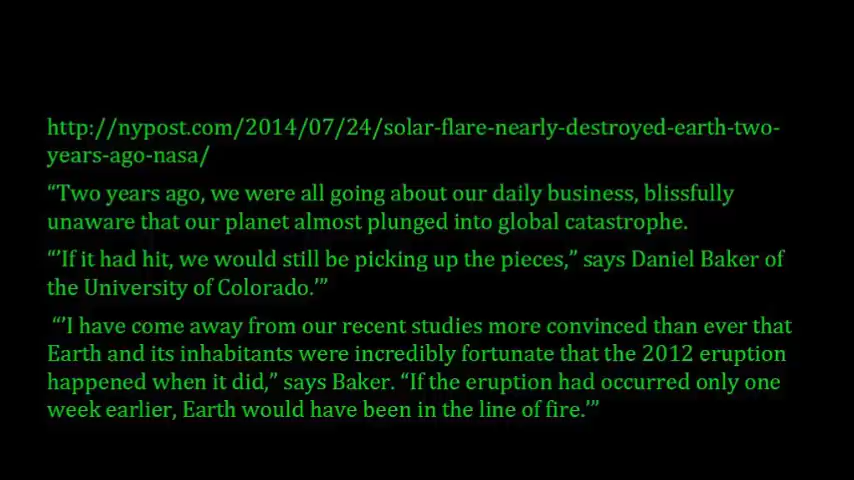 http://nypost.com/2014/07/24/solar-flare-nearly-destroyed-earth-two-
years-ago-nasa/
“Two years ago, we were all going about our daily business, blissfully
unaware that our planet almost plunged into global catastrophe.
“’If it had hit, we would still be picking up the pieces,” says Daniel Baker of
the University of Colorado.’”
“’I have come away from our recent studies more convinced than ever that
Earth and its inhabitants were incredibly fortunate that the 2012 eruption
happened when it did,” says Baker. “If the eruption had occurred only one
week earlier, Earth would have been in the line of fire.’”